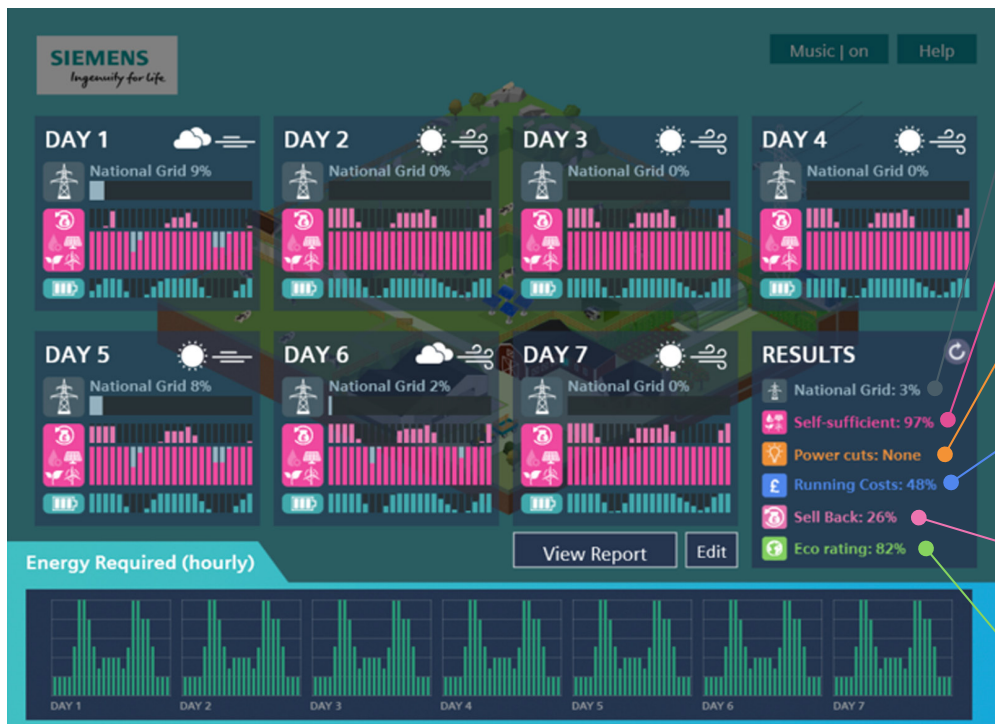 SIEMENS
Ingenuity for life
Music | on
Help
DAY 1
National Grid 9%
DAY 2
National Grid 0%
DAY 3
National Grid 0%
DAY 4
National Grid 0%
DAY 5
National Grid 8%
DAY 6
National Grid 2%
DAY 7
National Grid 0%
RESULTS
National Grid: 3%
Self-sufficient: 97%
Power cuts: None
£
Running Costs: 48%
Sell Back: 26%
Eco rating: 82%
View Report
Edit
Energy Required (hourly)
DAY 1
DAY 2
DAY 3
DAY 4
DAY 5
DAY 6
DAY 7